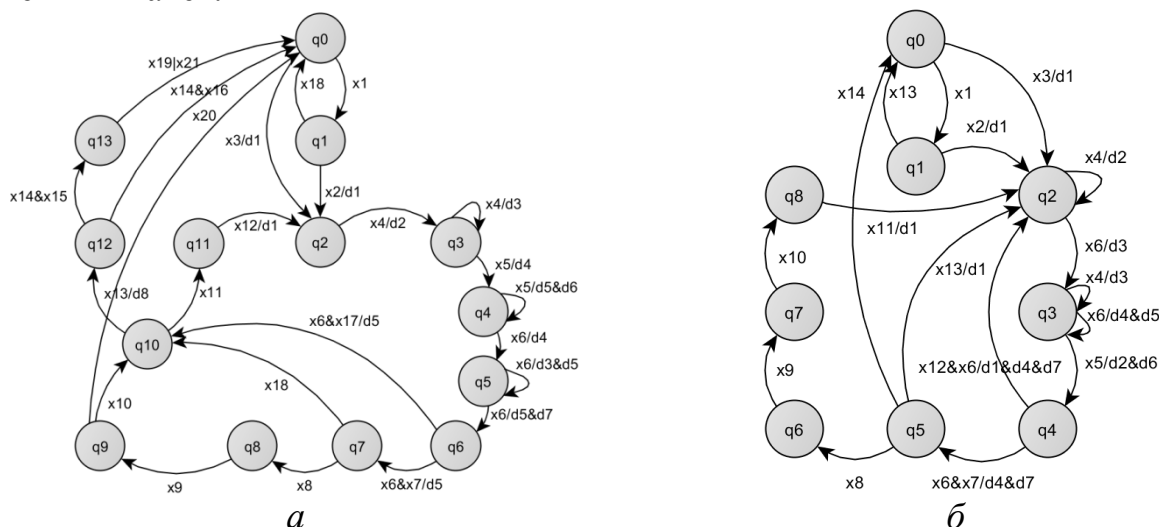 q0
x19|x21
x14&x16
x18
x1
x20
q13
x3/d1
q1
x14&x15
x2/d1
x4/d3
q12
q11
x12/d1
q2
x4/d2
q3
x5/d4
x13/d8
x11
q4
x5/d5&d6
x6&x17/d5
x6/d4
q10
x6/d3&d5
q5
x18
x10
x6/d5&d7
q9
q8
q7
q6
x9
x8
x6&x7/d5
а
q0
x3/d1
x14
x13
x1
x2/d1
q1
x4/d2
q8
q2
x11/d1
x6/d3
x10
x13/d1
x4/d3
q7
q3
x6/d4&d5
x9
x12&x6/d1&d4&d7
x5/d2&d6
q6
q5
q4
x8
x6&x7/d4&d7
б